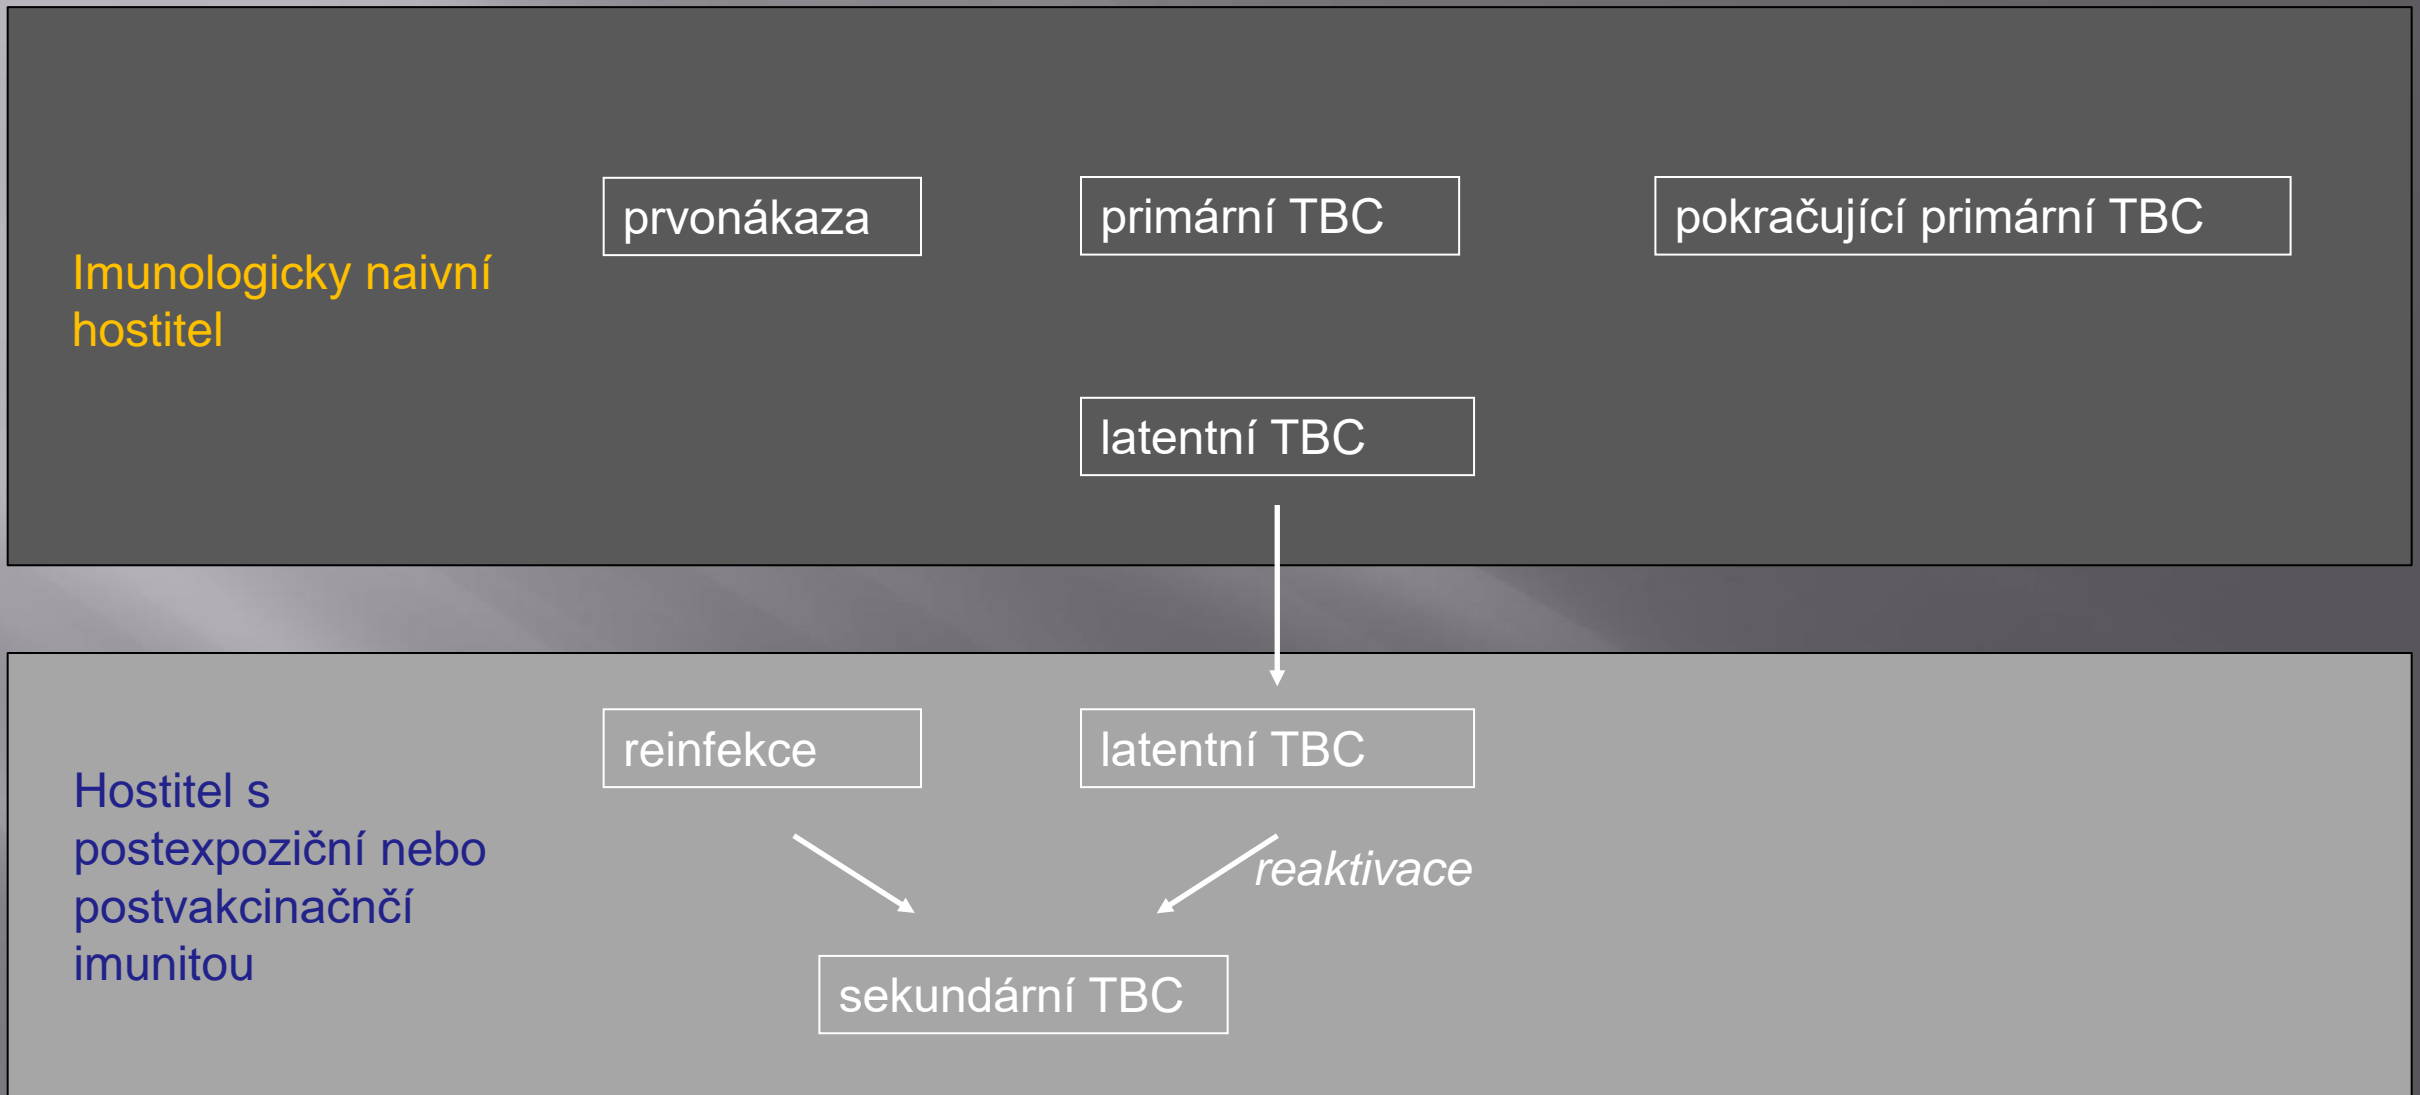 prvonákaza
primární TBC
pokračující primární TBC
Imunologicky naivní
hostitel
latentní TBC
reinfekce
latentní TBC
Hostitel s
postexpoziční nebo
postvakcinačnčí
imunitou
reaktivace
sekundární TBC